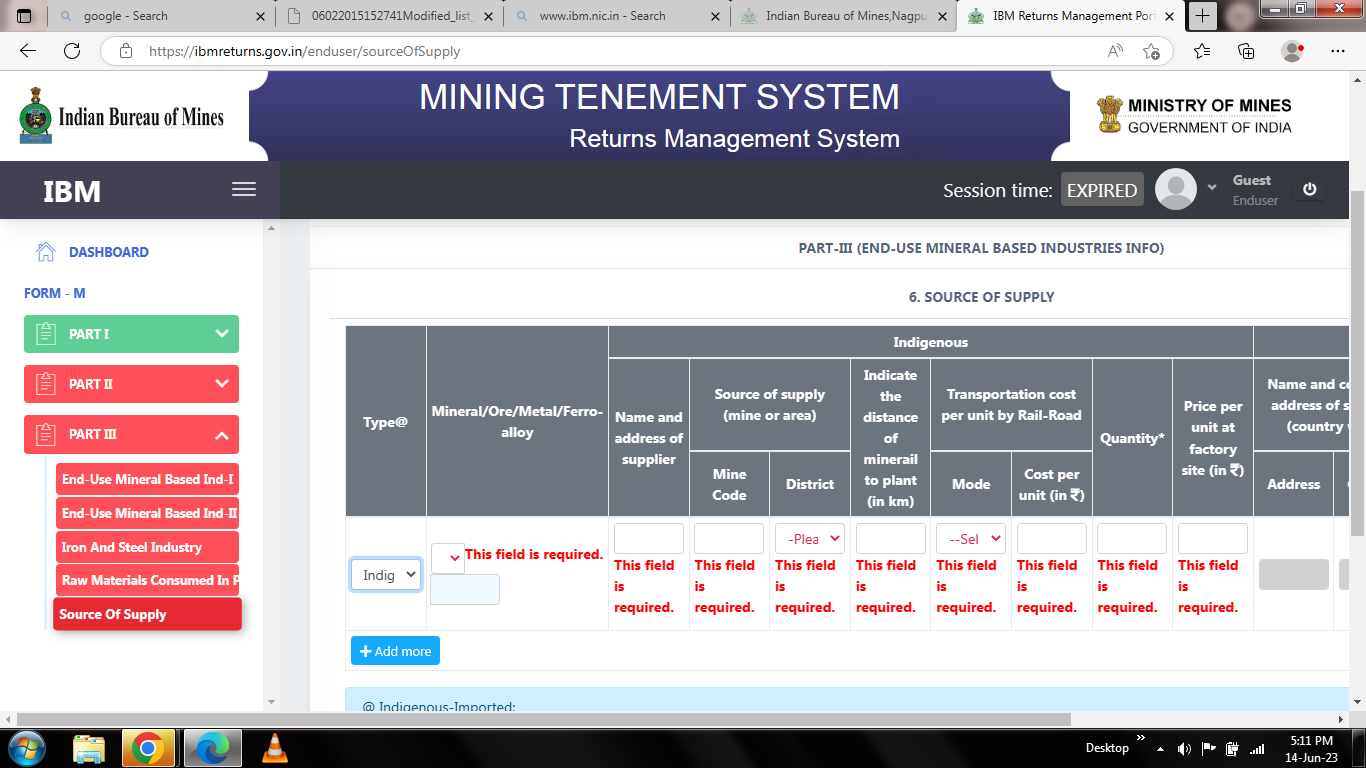 google - Search
06022015152741Modified_list_
www.ibm.nic.in - Search
Indian Bureau of Mines,Nagpu
IBM Returns Management Port
https://ibmreturns.gov.in/enduser/sourceOfSupply
Indian Bureau of Mines
MINING TENEMENT SYSTEM
Returns Management System
MINISTRY OF MINES
GOVERNMENT OF INDIA
IBM
Session time: EXPIRED
Guest
Enduser
DASHBOARD
FORM - M
PART I
PART II
PART III
End-Use Mineral Based Ind-I
End-Use Mineral Based Ind-II
Iron And Steel Industry
Raw Materials Consumed In P
Source Of Supply
PART-III (END-USE MINERAL BASED INDUSTRIES INFO)
6. SOURCE OF SUPPLY
Type@
Mineral/Ore/Metal/Ferro-
alloy
Indigenous
Name and
address of
supplier
Source of supply
(mine or area)
Mine
Code
District
Indicate
the
distance
of
minerail
to plant
(in km)
Transportation cost
per unit by Rail-Road
Mode
Cost per
unit (in ₹)
Quantity*
Price per
unit at
factory
site (in ₹)
Name and co
address of s
(country
Address
Indig
This field is required.
This field
is
required.
This field
is
required.
-Plea
This field
is
required.
This field
is
required.
--Sel
This field
is
required.
This field
is
required.
This field
is
required.
This field
is
required.
Add more
@ Indigenous-Imported:
Desktop
5:11 PM
14-Jun-23